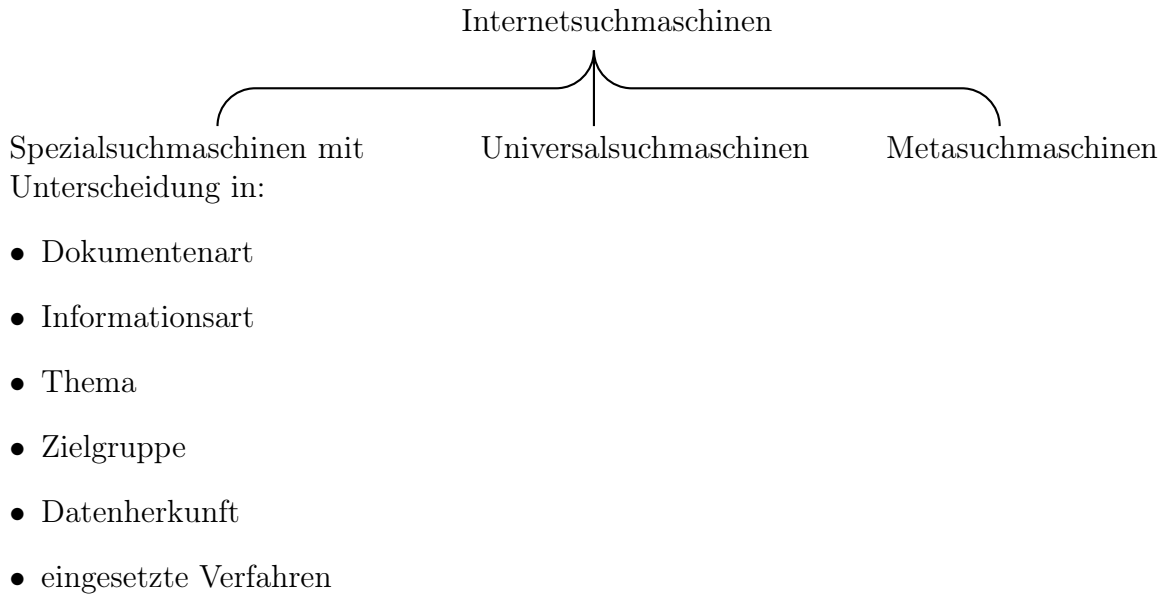 Internetsuchmaschinen
Spezialsuchmaschinen mit
Unterscheidung in:
Universalsuchmaschinen
Metasuchmaschinen
• Dokumentenart
• Informationsart
• Thema
• Zielgruppe
• Datenherkunft
• eingesetzte Verfahren